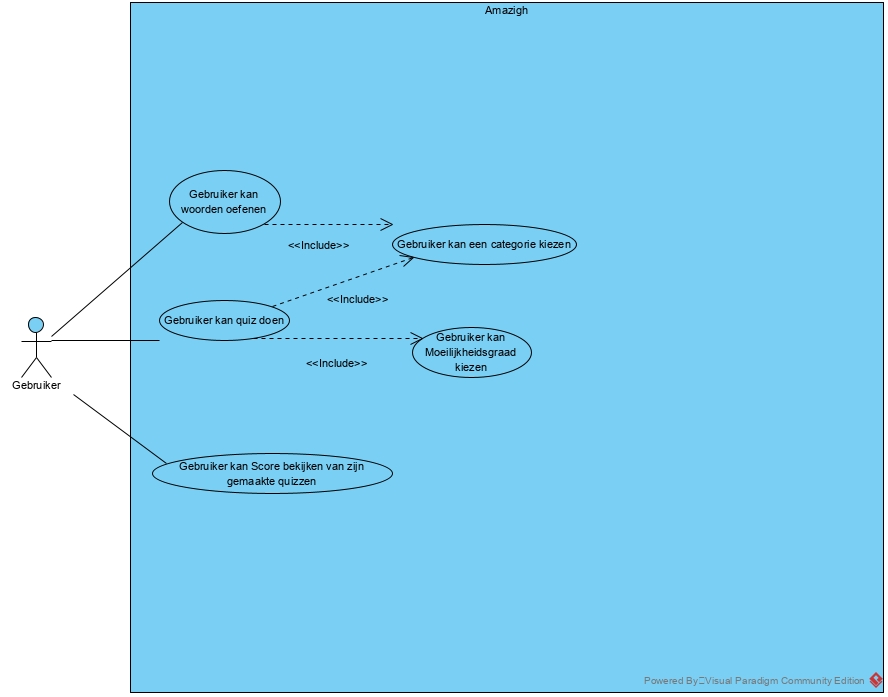 Amazigh
Gebruiker kan
woorden oefenen
<<Include>>
Gebruiker kan een categorie kiezen
<<Include>>
Gebruiker kan quiz doen
Gebruiker kan
Moeilijkheidsgraad
kiezen
<<Include>>
Gebruiker
Gebruiker kan Score bekijken van zijn
gemaakte quizzen
Powered By Visual Paradigm Community Edition